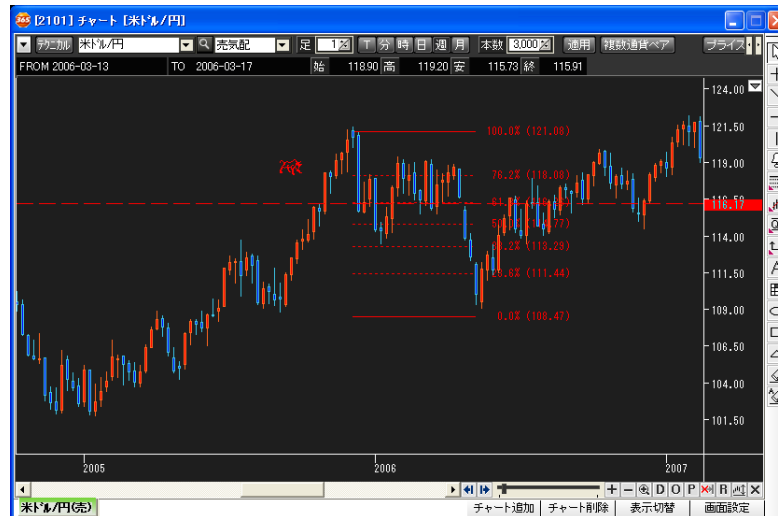 365 [2101] チャート [米ドル/円]
テクニカル 米ドル/円 売気配 足 1 T 分 時 日 週 月 本数 3,000 適用 複数通貨ペア プライス
FROM 2006-03-13 TO 2006-03-17 始 118.90 高 119.20 安 115.73 終 115.91
124.00
121.50
100.0% (121.08)
119.00
76.2% (118.08)
116.17
114.00
111.50
23.6% (111.44)
109.00
0.0% (108.47)
106.50
104.00
101.50
2005 2006 2007
D O P R
米ドル/円(売) チャート追加 チャート削除 表示切替 画面設定